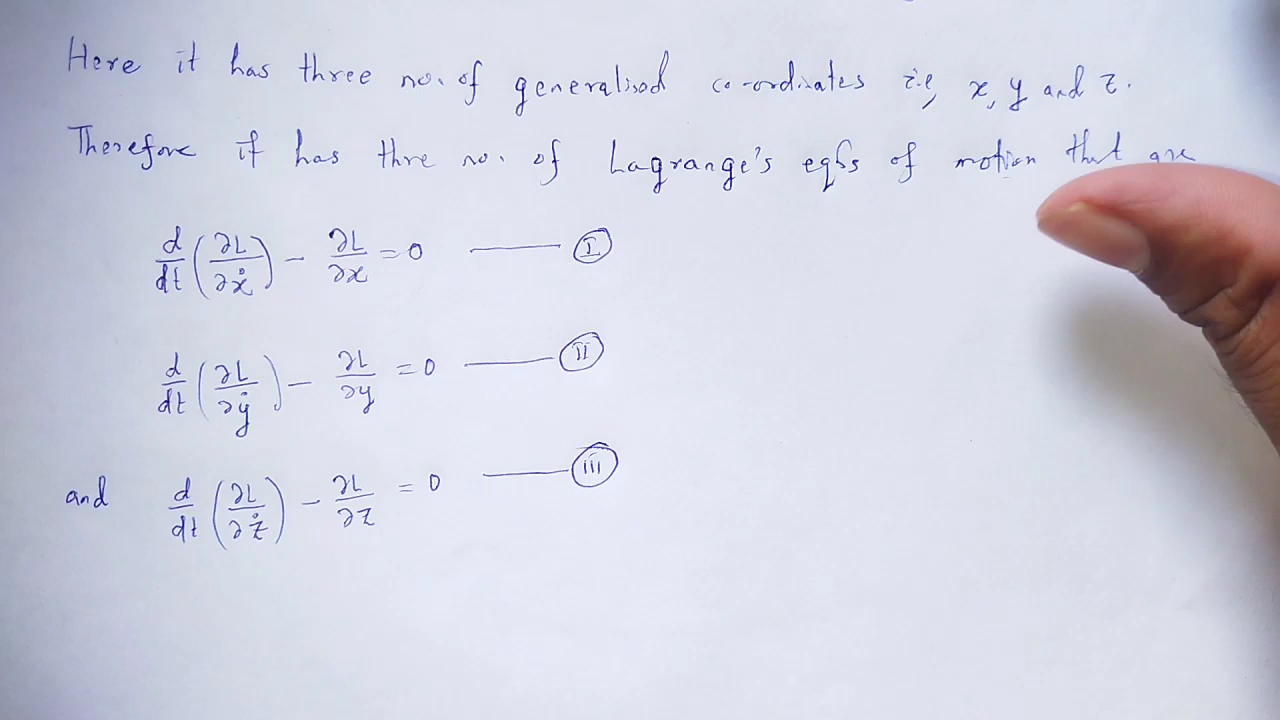 Here it has three no. of generalised co-ordinates i.e, x, y and z.
Therefore it has thre no. of Lagrange's eqns of motion that are
d/dt (∂L/∂ẋ) - ∂L/∂x = 0 —— I
d/dt (∂L/∂ẏ) - ∂L/∂y = 0 —— II
and d/dt (∂L/∂ż) - ∂L/∂z = 0 —— III